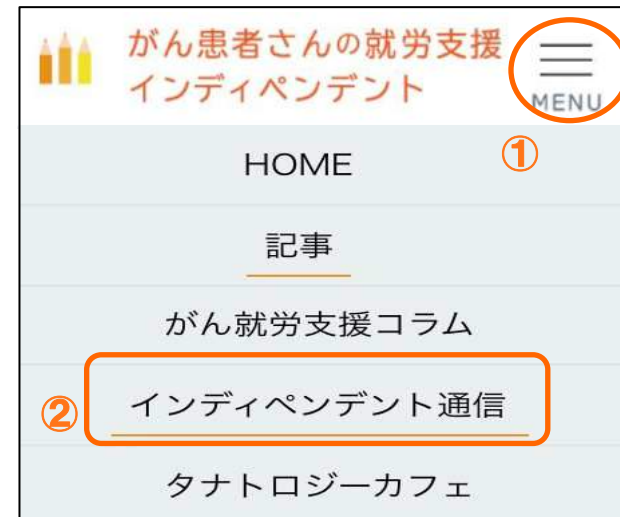 がん患者さんの就労支援
インディペンデント
MENU
①
HOME
記事
がん就労支援コラム
②
インディペンデント通信
タナトロジーカフェ